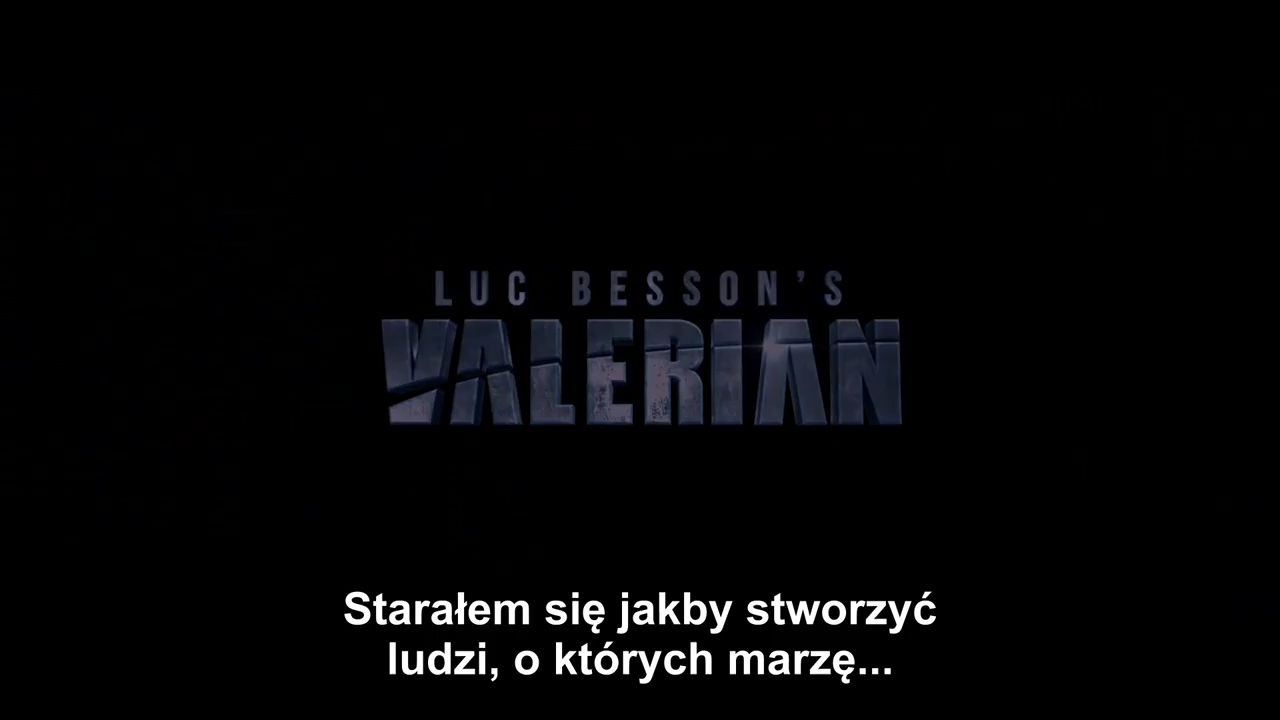 LUC BESSON'S
VALERIAN
Starałem się jakby stworzyć
ludzi, o których marzę...